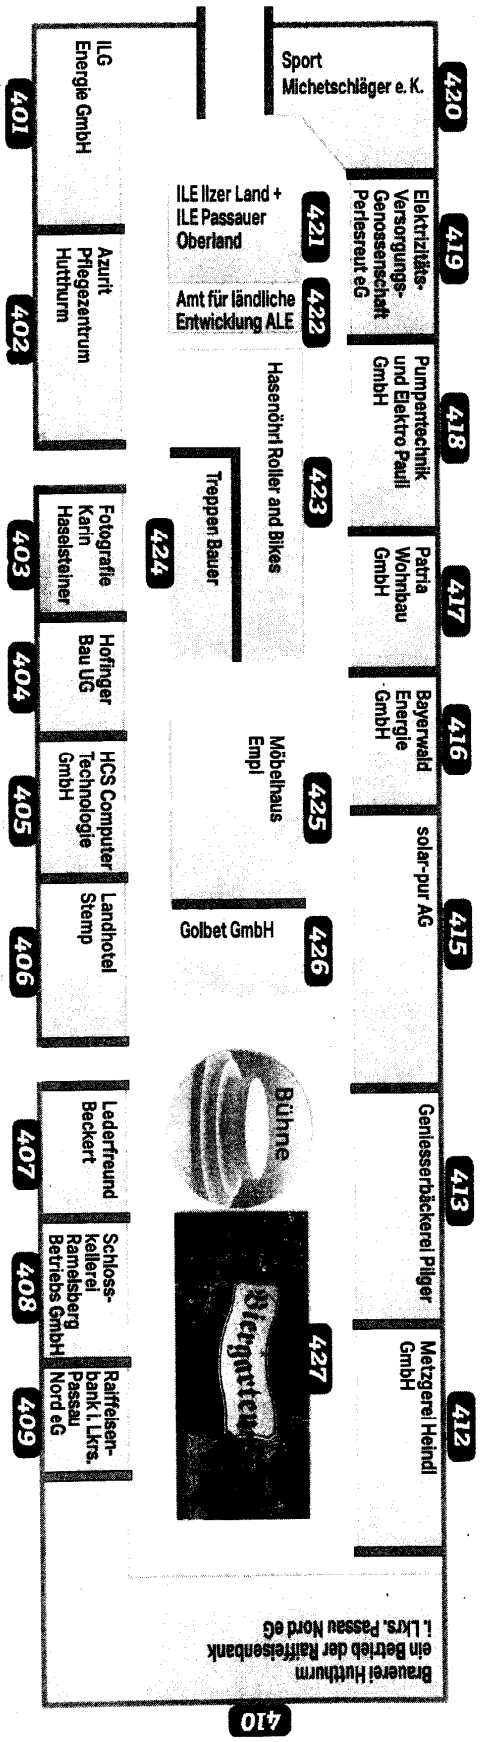 401
ILG
Energie GmbH
402
Azurit
Pflegezentrum
Hutthurm
403
Fotografie
Karin
Haselsteiner
404
Hofinger
Bau UG
405
HCS Computer
Technologie
GmbH
406
Landhotel
Stemp
407
Lederfreund
Beckert
408
Schloss-
kellerei
Ramelsberg
Betriebs GmbH
409
Raiffeisen-
bank i. Lkrs.
Passau
Nord eG
410
Brauerei Hutthurm
ein Betrieb der Raiffeisenbank
i. Lkrs. Passau Nord eG
412
Metzgerei Heindl
GmbH
413
Geniesserbäckerei Pilger
415
solar-pur AG
416
Bayerwald
Energie
GmbH
417
Patria
Wohnbau
GmbH
418
Pumpentechnik
und Elektro Pauli
GmbH
419
Elektrizitäts-
Versorgungs-
Genossenschaft
Perlesreut eG
420
Sport
Michetschläger e. K.
421
ILE Ilzer Land +
ILE Passauer
Oberland
422
Amt für ländliche
Entwicklung ALE
423
Hasenöhrl Roller and Bikes
424
Treppen Bauer
425
Möbelhaus
Empl
426
Golbet GmbH
Bühne
427
Biergarten